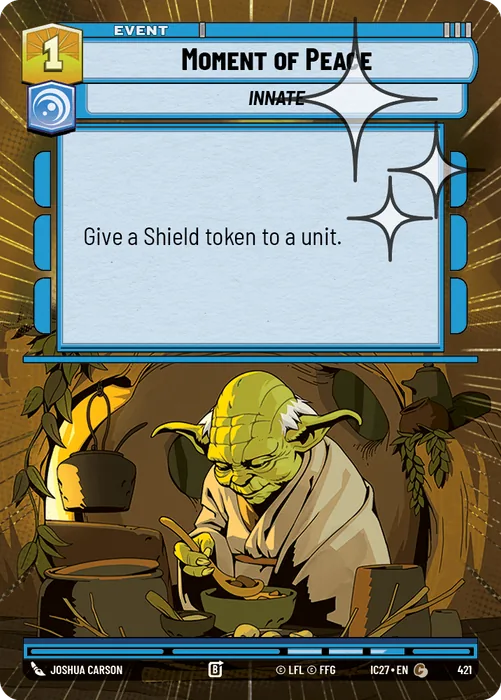 EVENT
1
MOMENT OF PEACE
INNATE
Give a Shield token to a unit.
JOSHUA CARSON
B
© LFL © FFG
IC27•EN
C
421